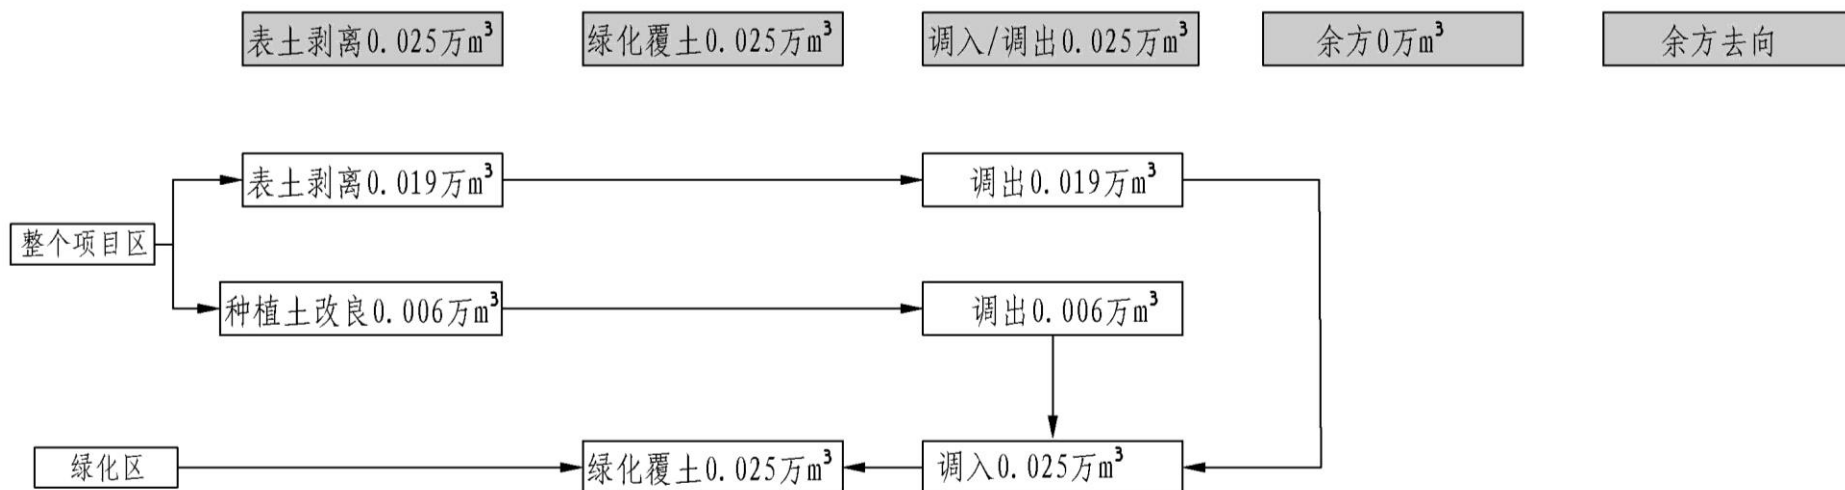 表土剥离0.025万m³
绿化覆土0.025万m³
调入/调出0.025万m³
余方0万m³
余方去向
表土剥离0.019万m³
调出0.019万m³
整个项目区
种植土改良0.006万m³
调出0.006万m³
绿化区
绿化覆土0.025万m³
调入0.025万m³